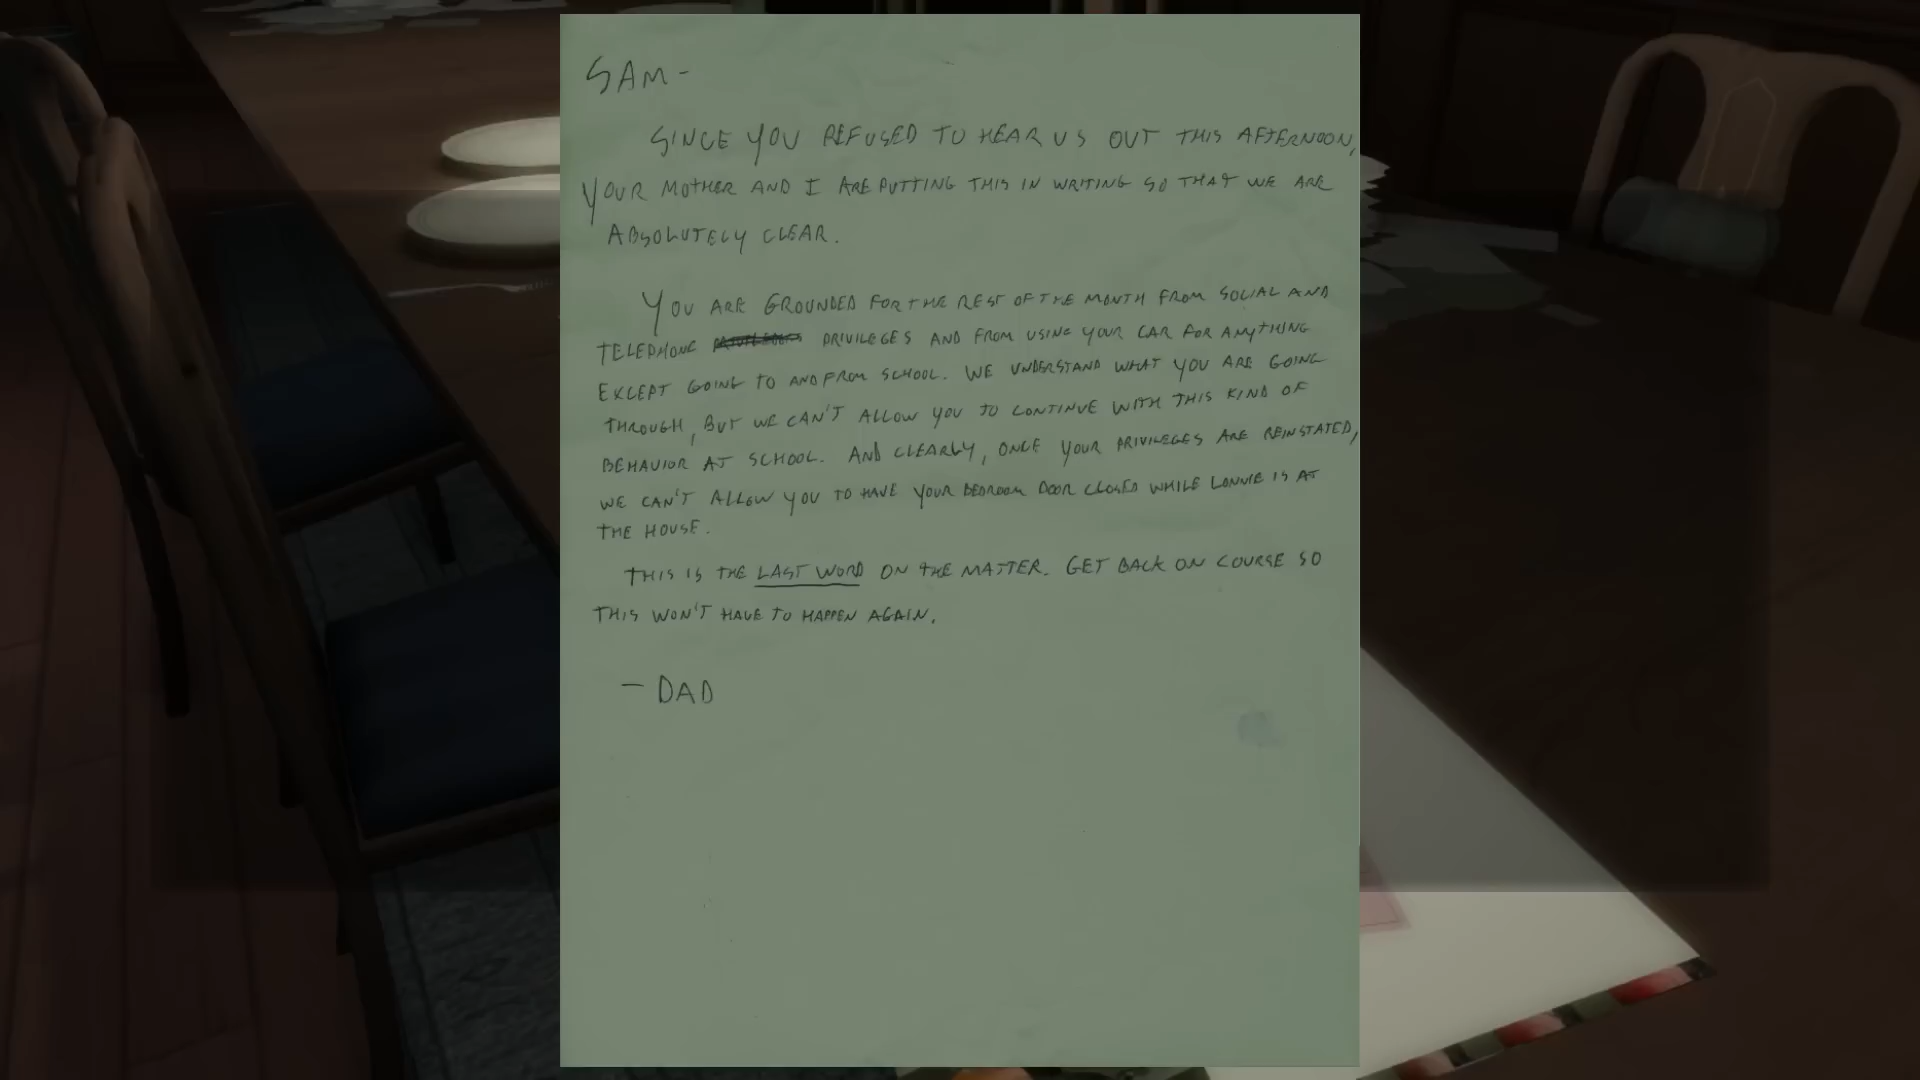 SAM-
SINCE YOU REFUSED TO HEAR US OUT THIS AFTERNOON,
YOUR MOTHER AND I ARE PUTTING THIS IN WRITING SO THAT WE ARE
ABSOLUTELY CLEAR.
YOU ARE GROUNDED FOR THE REST OF THE MONTH FROM SOCIAL AND
TELEPHONE PRIVILEGES AND FROM USING YOUR CAR FOR ANYTHING
EXCEPT GOING TO AND FROM SCHOOL. WE UNDERSTAND WHAT YOU ARE GOING
THROUGH, BUT WE CAN'T ALLOW YOU TO CONTINUE WITH THIS KIND OF
BEHAVIOR AT SCHOOL. AND CLEARLY, ONCE YOUR PRIVILEGES ARE REINSTATED,
WE CAN'T ALLOW YOU TO HAVE YOUR BEDROOM DOOR CLOSED WHILE LONNIE IS AT
THE HOUSE.
THIS IS THE LAST WORD ON THE MATTER. GET BACK ON COURSE SO
THIS WON'T HAVE TO HAPPEN AGAIN.
- DAD